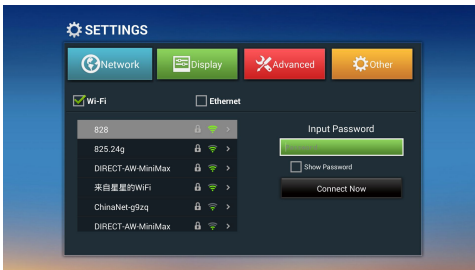 SETTINGS
Network Display Advanced Other
Wi-Fi Ethernet
828
825.24g
DIRECT-AW-MiniMax
来自星星的WiFi
ChinaNet-g9zq
DIRECT-AW-MiniMax
Input Password
Show Password
Connect Now